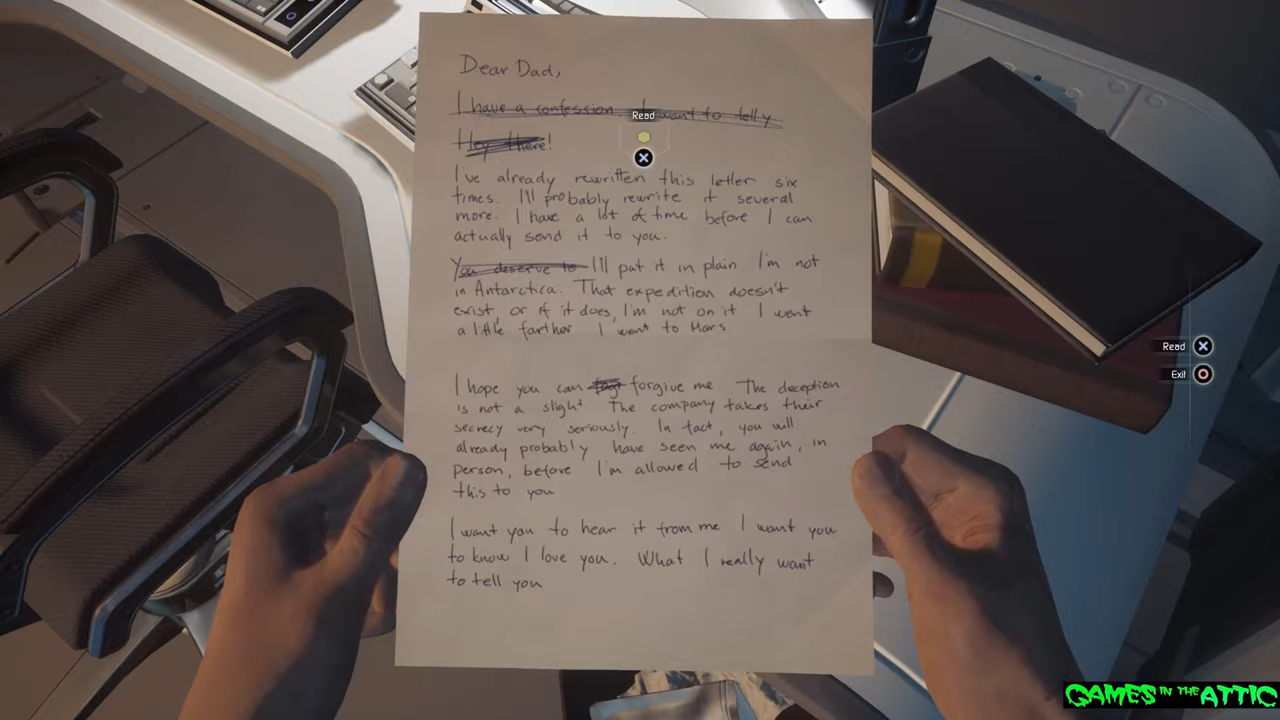 Dear Dad,
I have a confession I want to tell y
Read
Hey there!
I've already rewritten this letter six
times. I'll probably rewrite it several
more. I have a lot of time before I can
actually send it to you.
You deserve to I'll put it in plain. I'm not
in Antarctica. That expedition doesn't
exist, or if it does, I'm not on it I went
a little farther I went to Mars.
I hope you can forgive me The deception
is not a slight. The company takes their
secrecy very seriously. In fact, you will
already probably have seen me again, in
person, before I'm allowed to send
this to you
I want you to hear it from me I want you
to know I love you. What I really want
to tell you
Read
Exit
GAMES IN THE ATTIC